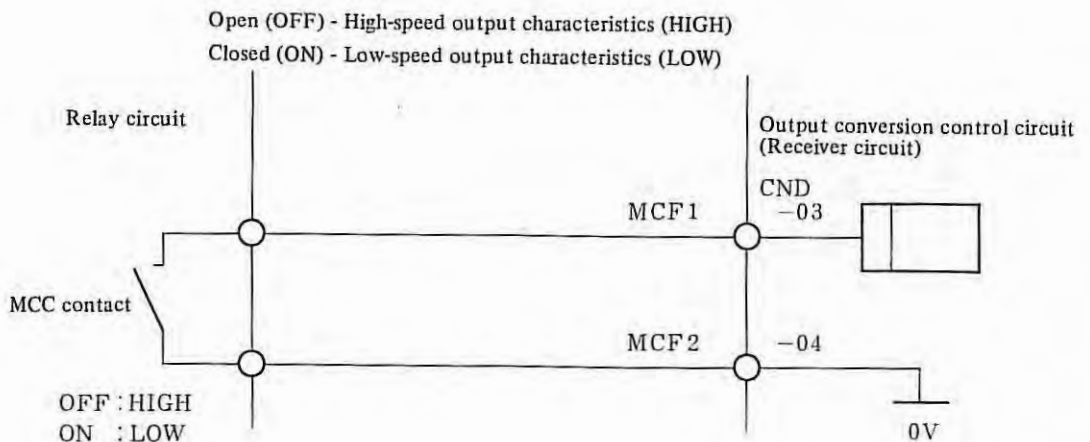 Open (OFF) - High-speed output characteristics (HIGH)
Closed (ON) - Low-speed output characteristics (LOW)
Relay circuit
Output conversion control circuit
(Receiver circuit)
CND
MCF1
-03
MCC contact
MCF2
-04
OFF : HIGH
ON : LOW
0V